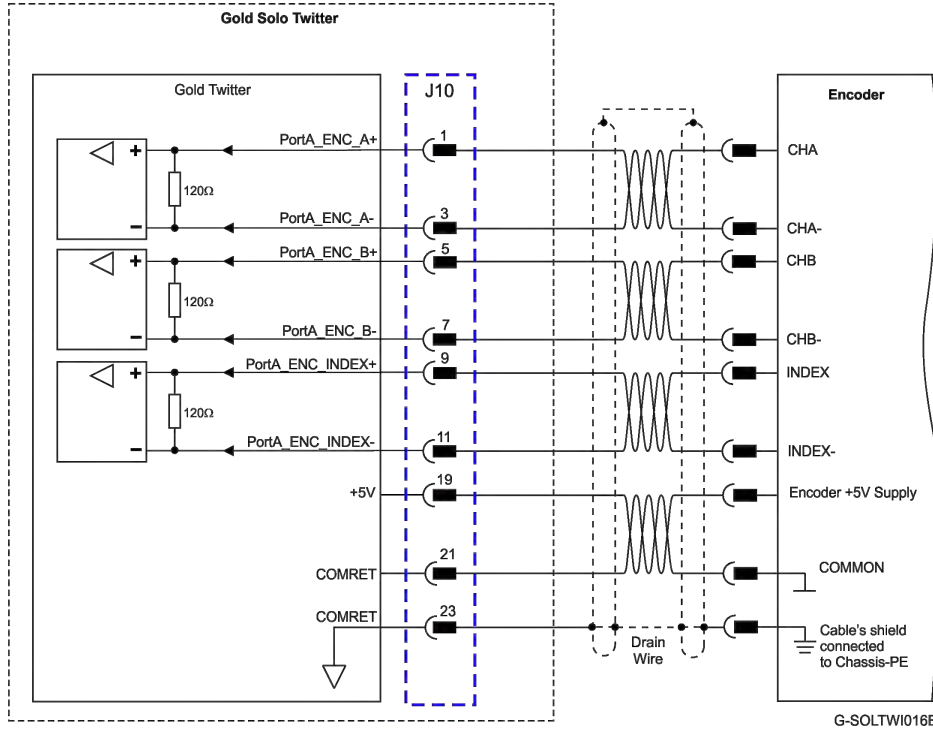 Gold Solo Twitter
Gold Twitter
J10
Encoder
PortA_ENC_A+
1
CHA
+
120Ω
PortA_ENC_A-
3
CHA-
-
PortA_ENC_B+
5
CHB
+
120Ω
PortA_ENC_B-
7
CHB-
-
PortA_ENC_INDEX+
9
INDEX
+
120Ω
PortA_ENC_INDEX-
11
INDEX-
-
+5V
19
Encoder +5V Supply
COMRET
21
COMMON
COMRET
23
Drain
Wire
Cable's shield
connected
to Chassis-PE
G-SOLTWI016B